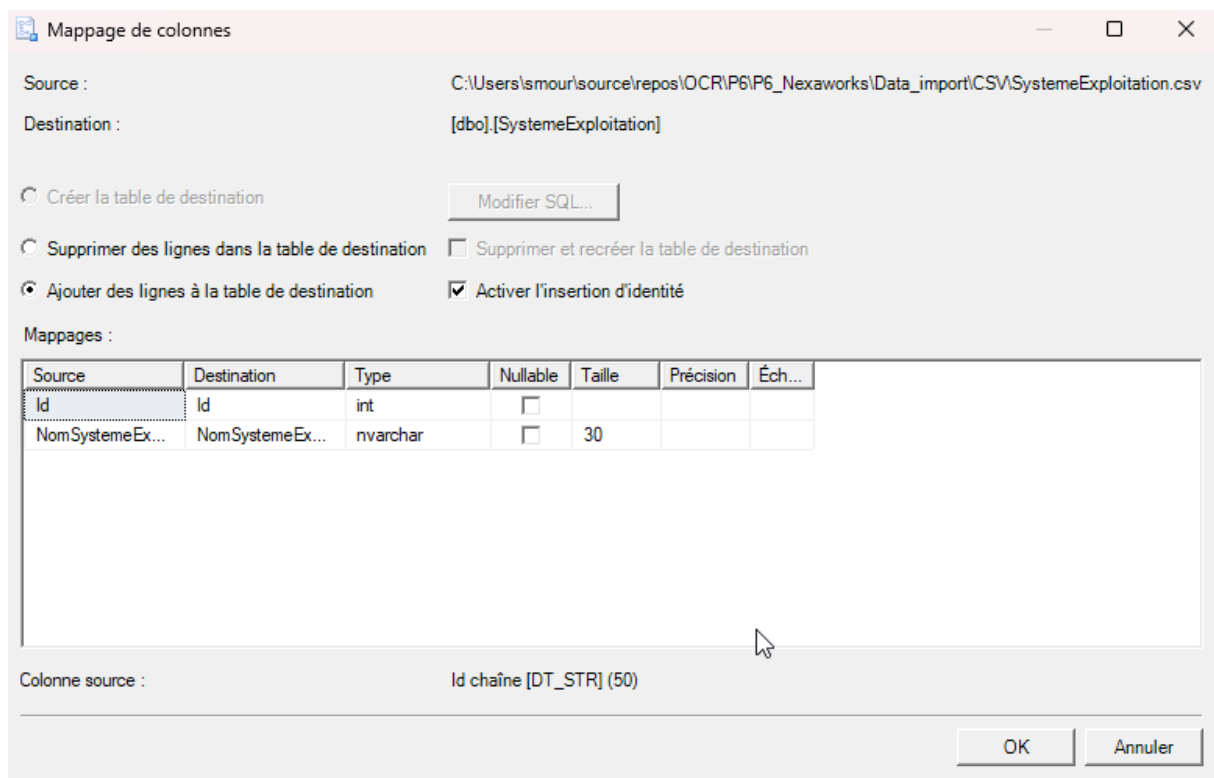 Mappage de colonnes
Source : C:\Users\smour\source\repos\OCR\P6\P6_Nexaworks\Data_import\CSV\SystemeExploitation.csv
Destination : [dbo].[SystemeExploitation]
Créer la table de destination Modifier SQL...
Supprimer des lignes dans la table de destination Supprimer et recréer la table de destination
Ajouter des lignes à la table de destination Activer l'insertion d'identité
Mappages :
Source Destination Type Nullable Taille Précision Éch...
Id Id int
NomSystemeEx... NomSystemeEx... nvarchar 30
Colonne source : Id chaîne [DT_STR] (50)
OK Annuler